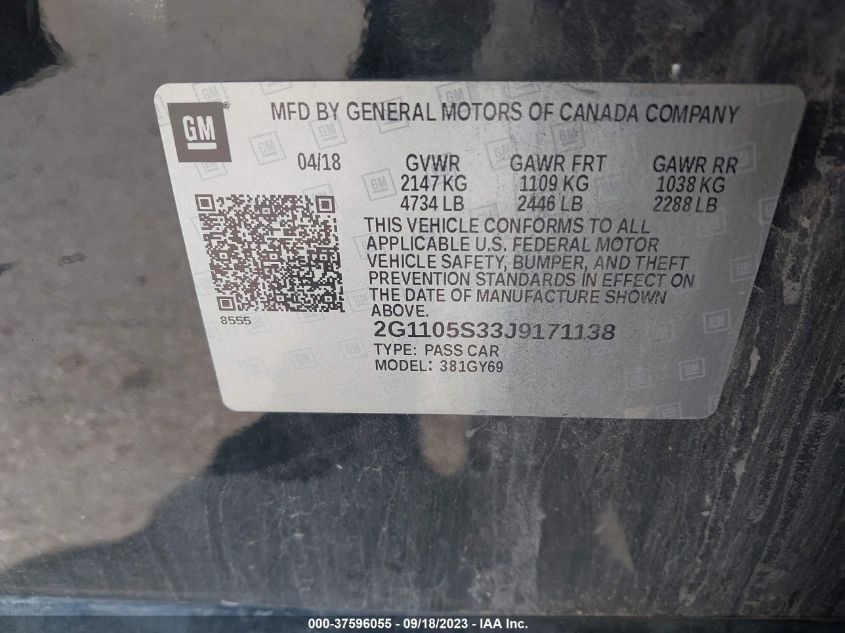 GM
MFD BY GENERAL MOTORS OF CANADA COMPANY
04/18 GVWR GAWR FRT GAWR RR
2147 KG 1109 KG 1038 KG
4734 LB 2446 LB 2288 LB
THIS VEHICLE CONFORMS TO ALL
APPLICABLE U.S. FEDERAL MOTOR
VEHICLE SAFETY, BUMPER, AND THEFT
PREVENTION STANDARDS IN EFFECT ON
THE DATE OF MANUFACTURE SHOWN
ABOVE.
8555
2G1105S33J9171138
TYPE: PASS CAR
MODEL: 381GY69
000-37596055 - 09/18/2023 - © IAA, Inc.